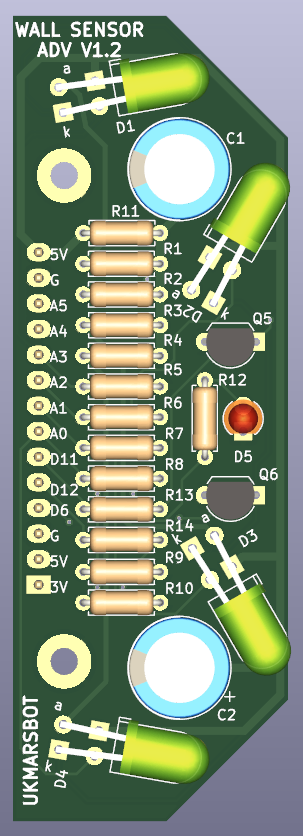 WALL SENSOR
ADV V1.2
a
k
D1
C1
R11
R1
R2
R3
R4
R5
R6
R7
R8
R13
R14
R9
R10
5V
G
A5
A4
A3
A2
A1
A0
D11
D12
D6
G
5V
3V
a
D2
k
Q5
R12
D5
Q6
a
k
D3
+
C2
a
k
D4
UKMARSBOT